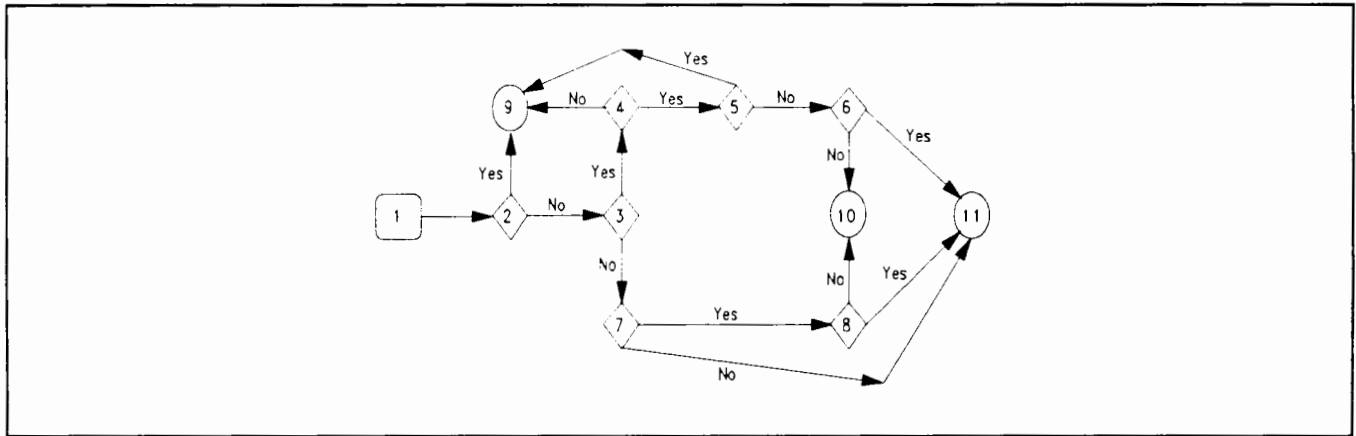 Yes
9
No
4
Yes
5
No
6
Yes
Yes
Yes
No
1
2
No
3
10
11
No
No
Yes
7
Yes
8
No